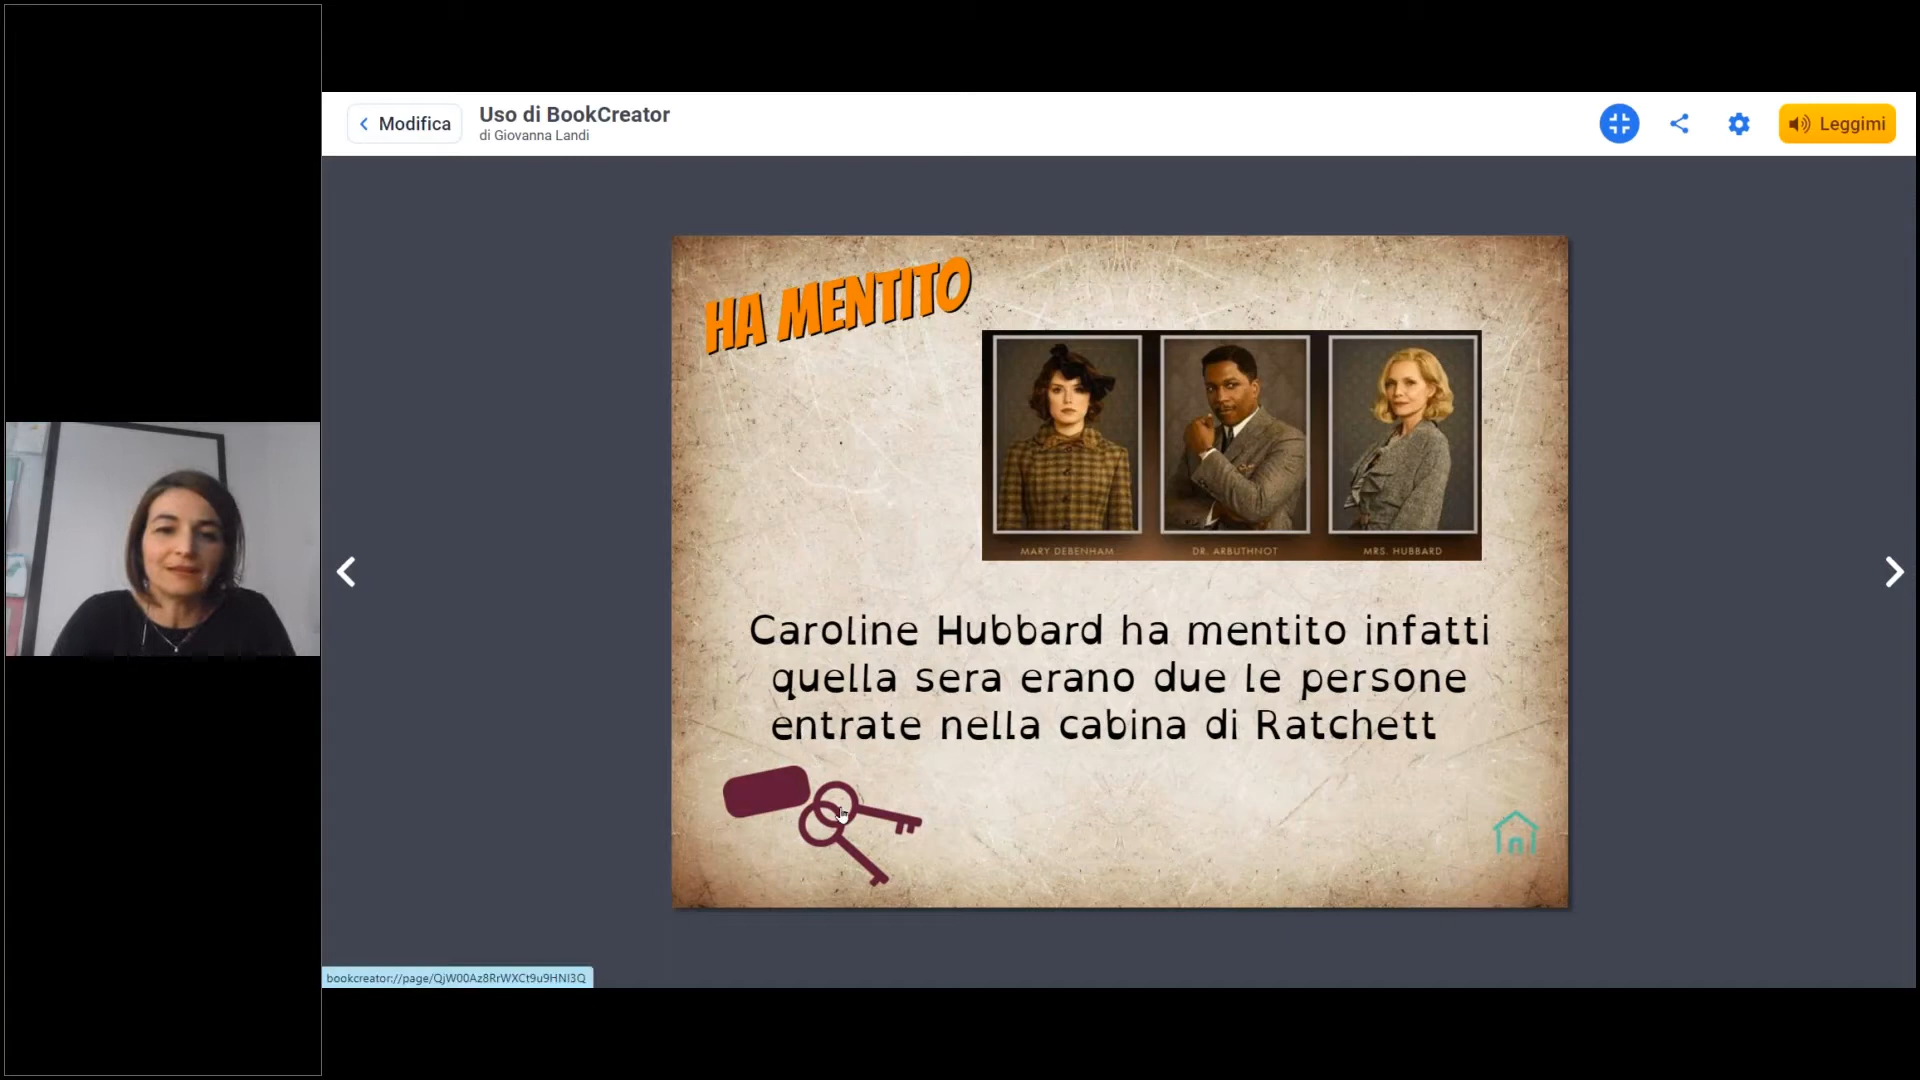 Modifica
Uso di BookCreator
di Giovanna Landi
Leggimi
HA MENTITO
MARY DEBENHAM
DR. ARBUTHNOT
MRS. HUBBARD
Caroline Hubbard ha mentito infatti
quella sera erano due le persone
entrate nella cabina di Ratchett
bookcreator://page/QjW00Az8RrWXCt9u9HNI3Q